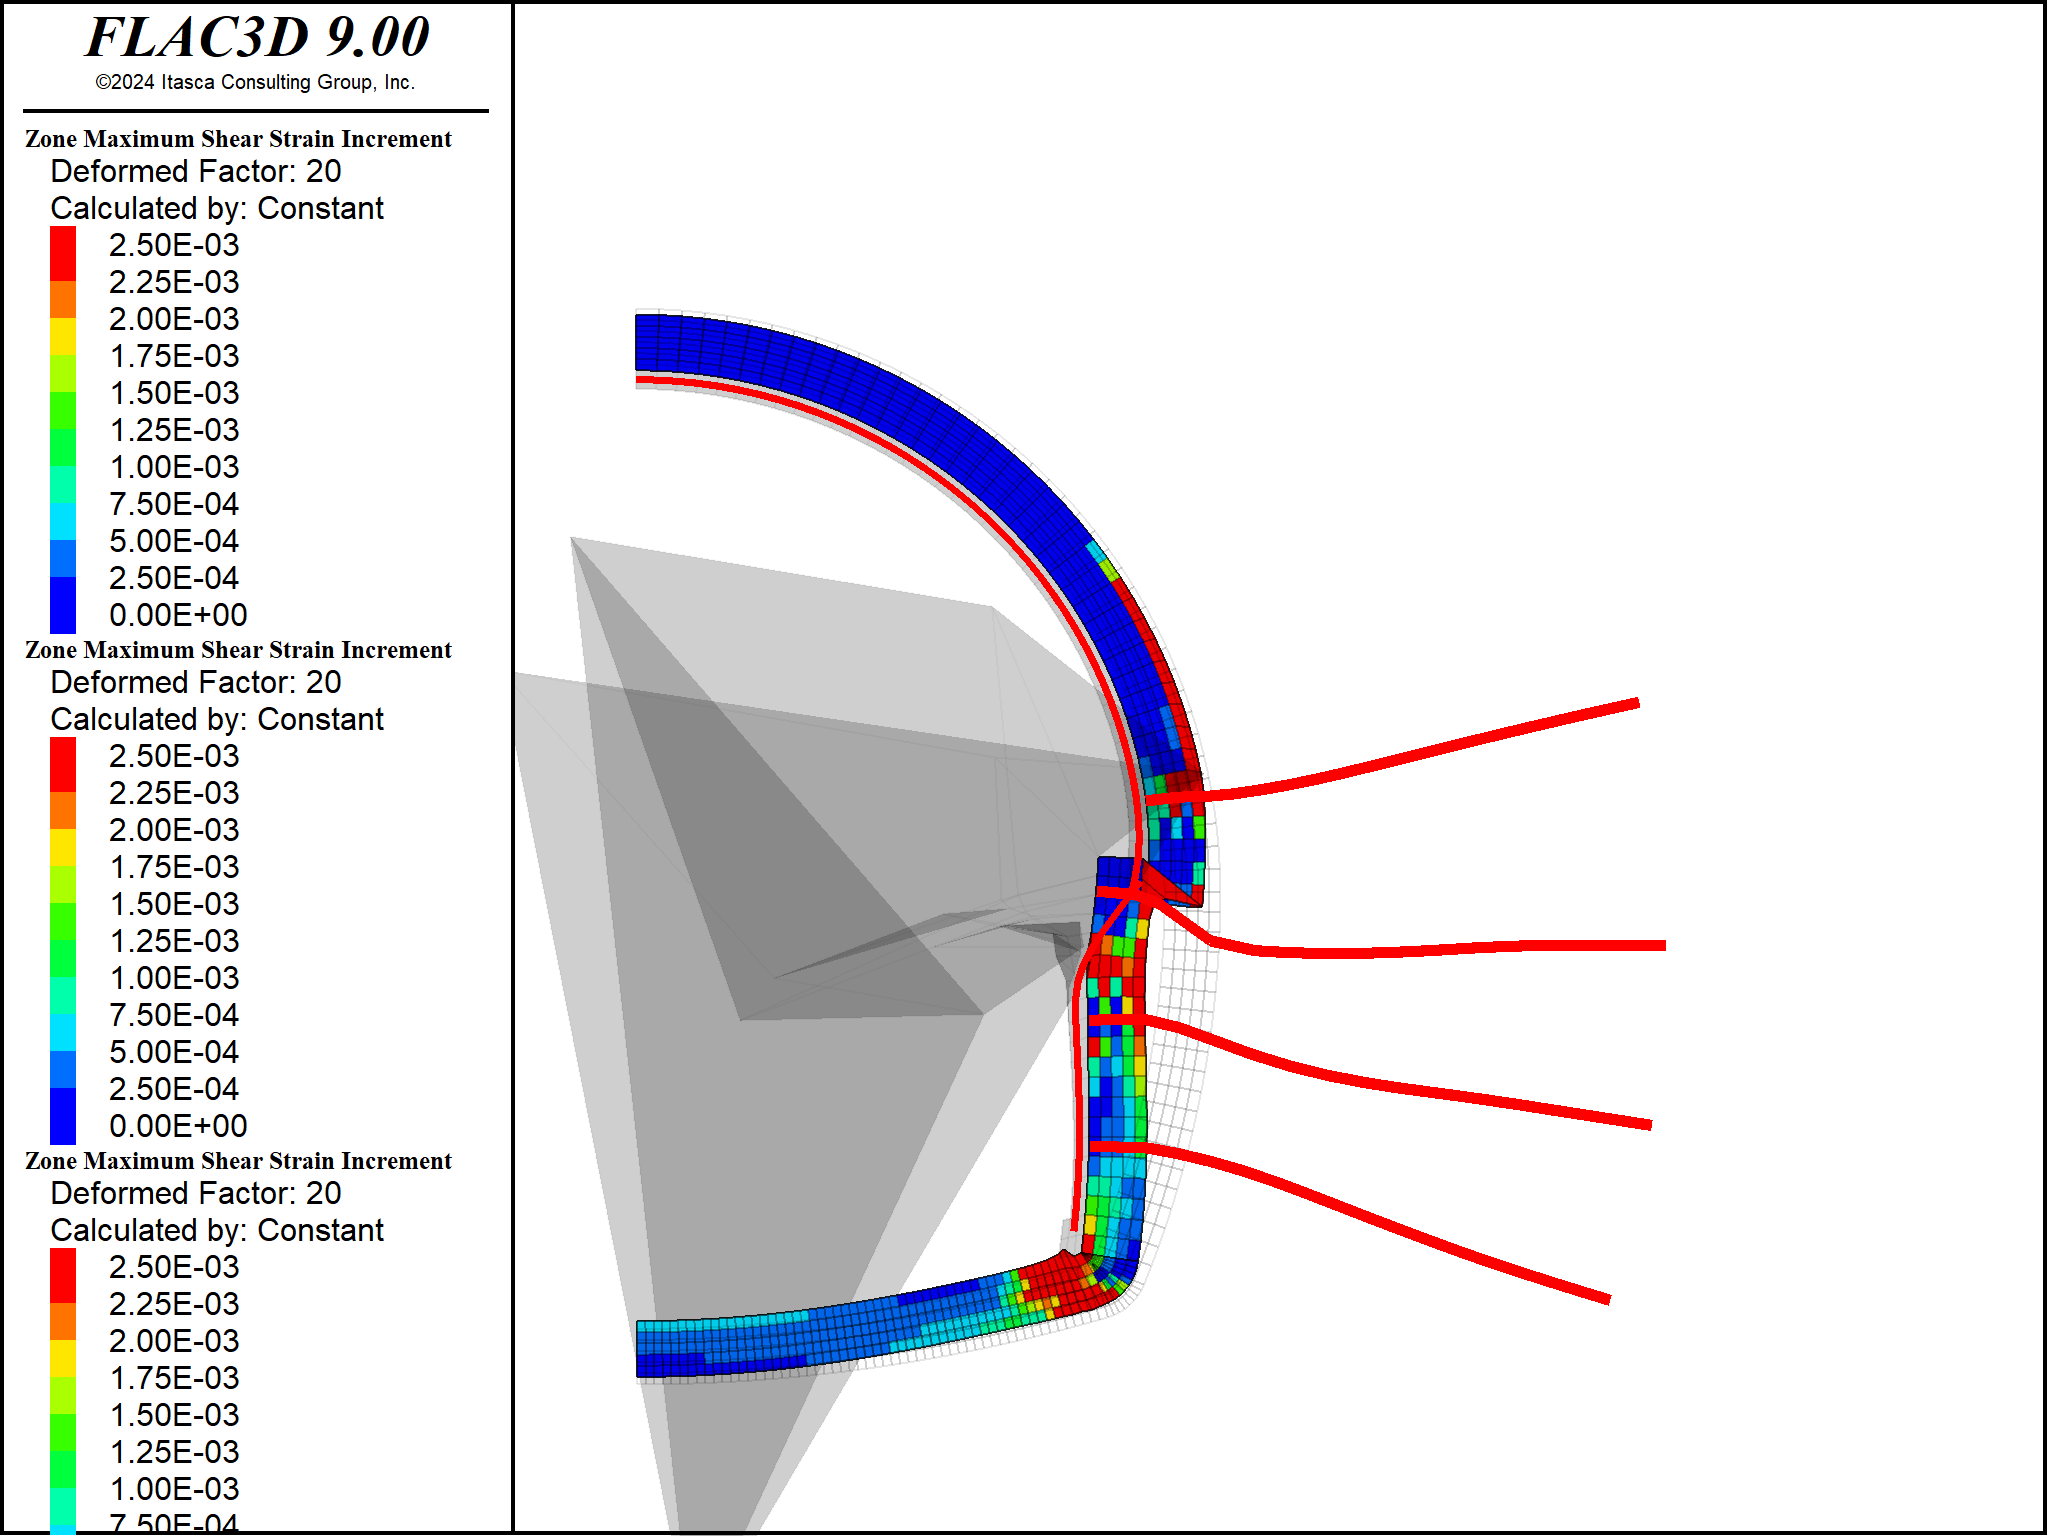 FLAC3D 9.00
©2024 Itasca Consulting Group, Inc.
Zone Maximum Shear Strain Increment
Deformed Factor: 20
Calculated by: Constant
2.50E-03
2.25E-03
2.00E-03
1.75E-03
1.50E-03
1.25E-03
1.00E-03
7.50E-04
5.00E-04
2.50E-04
0.00E+00
Zone Maximum Shear Strain Increment
Deformed Factor: 20
Calculated by: Constant
2.50E-03
2.25E-03
2.00E-03
1.75E-03
1.50E-03
1.25E-03
1.00E-03
7.50E-04
5.00E-04
2.50E-04
0.00E+00
Zone Maximum Shear Strain Increment
Deformed Factor: 20
Calculated by: Constant
2.50E-03
2.25E-03
2.00E-03
1.75E-03
1.50E-03
1.25E-03
1.00E-03
7.50E-04